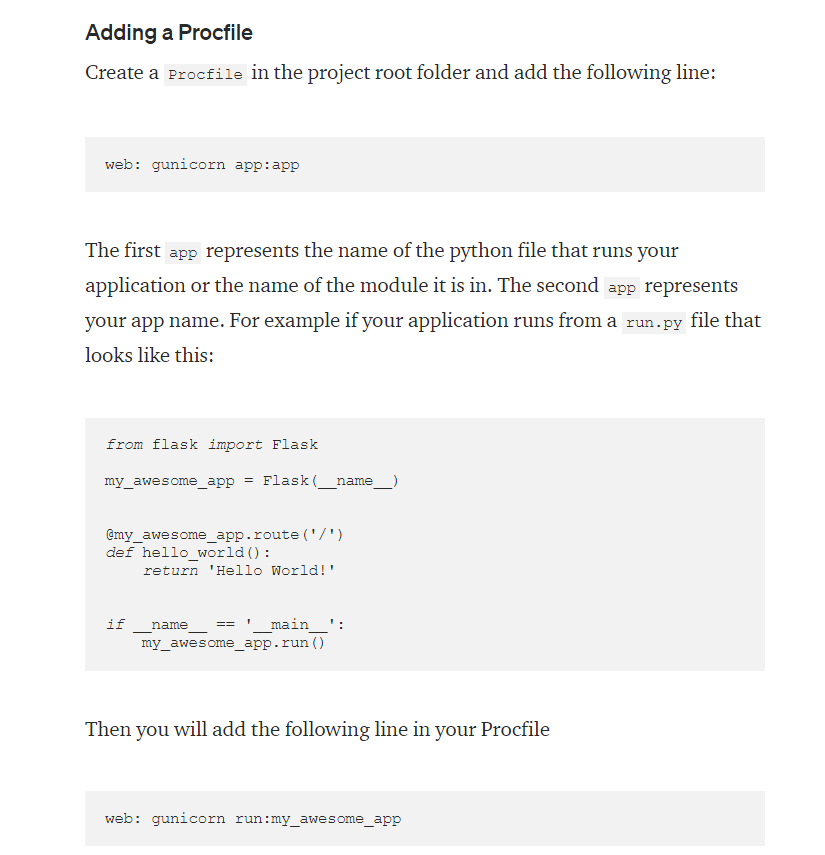 Adding a Procfile
Create a Procfile in the project root folder and add the following line:
web: gunicorn app:app
The first app represents the name of the python file that runs your
application or the name of the module it is in. The second app represents
your app name. For example if your application runs from a run.py file that
looks like this:
from flask import Flask
my_awesome_app = Flask(__name__)
@my_awesome_app.route('/')
def hello_world():
    return 'Hello World!'
if __name__ == '__main__':
    my_awesome_app.run()
Then you will add the following line in your Procfile
web: gunicorn run:my_awesome_app